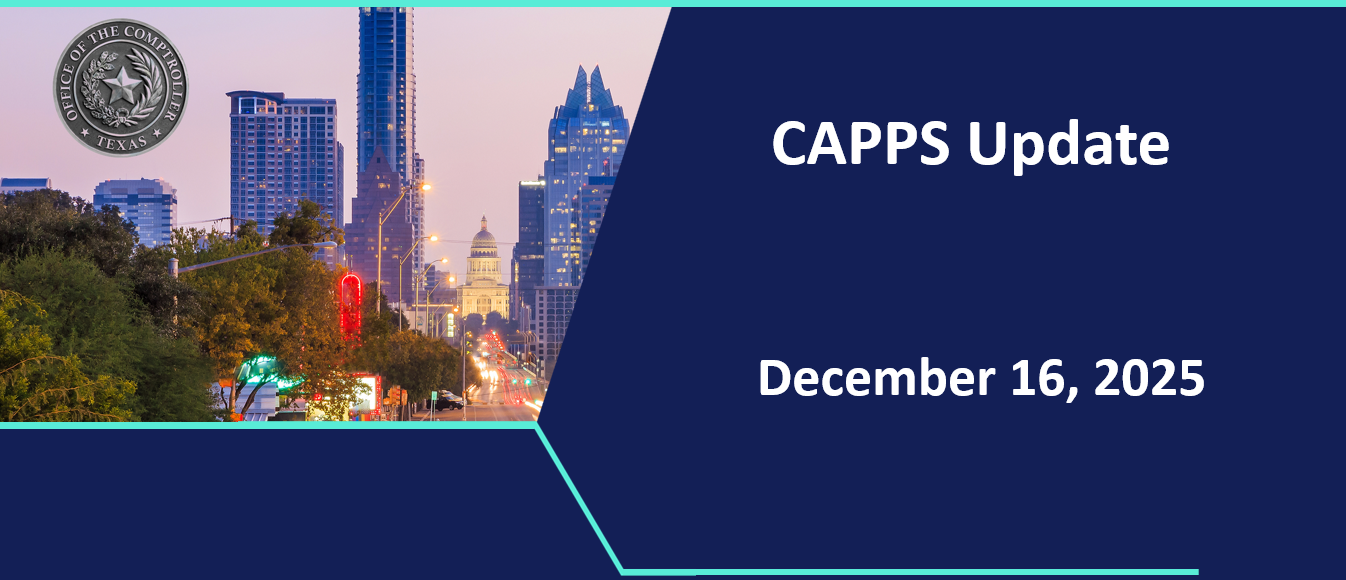 OFFICE OF THE COMPTROLLER
TEXAS
CAPPS Update
December 16, 2025